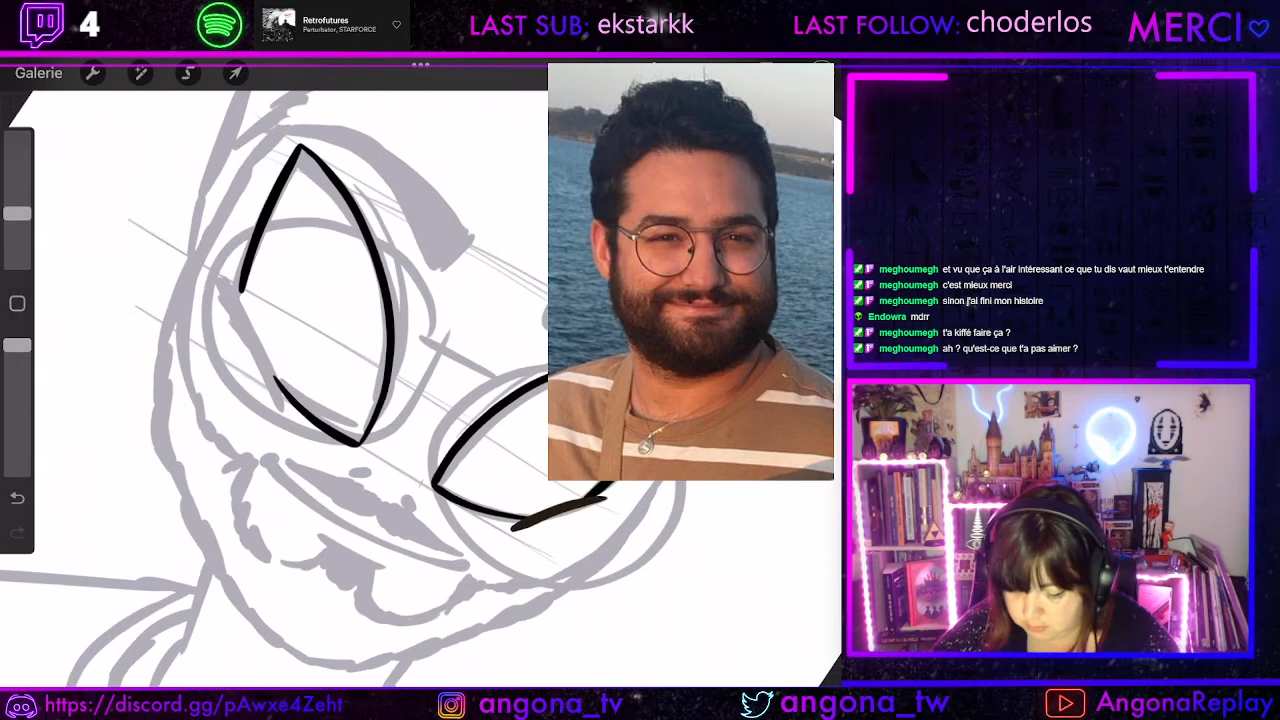 4
Retrofutures
Perturbator, STARFORCE
LAST SUB: ekstarkk
LAST FOLLOW: choderlos
MERCI
Galerie
meghoumegh et vu que ça à l'air intéressant ce que tu dis vaut mieux t'entendre
meghoumegh c'est mieux merci
meghoumegh sinon j'ai fini mon histoire
Endowra mdrr
meghoumegh t'a kiffé faire ça ?
meghoumegh ah ? qu'est-ce que t'a pas aimer ?
https://discord.gg/pAwxe4Zeht
angona_tv
angona_tw
AngonaReplay